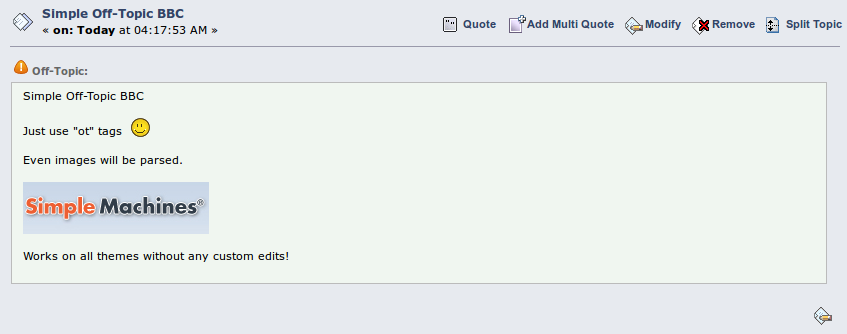 Simple Off-Topic BBC
« on: Today at 04:17:53 AM »
Quote
Add Multi Quote
Modify
Remove
Split Topic
Off-Topic:
Simple Off-Topic BBC
Just use "ot" tags
Even images will be parsed.
Simple Machines®
Works on all themes without any custom edits!